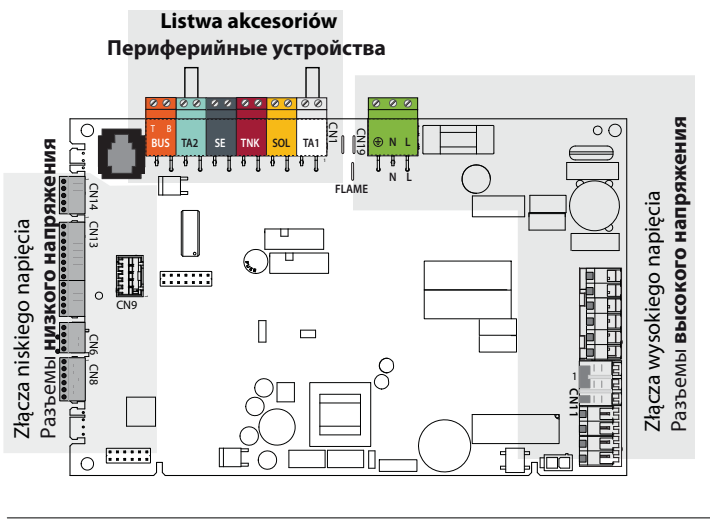 Listwa akcesoriów
Периферийные устройства
T B
BUS TA2 SE TNK SOL TA1
CN1
CN19
N L
N L
FLAME
CN14
CN13
CN9
CN6
CN8
1
CN11
Złącza niskiego napięcia
Разъемы низкого напряжения
Złącza wysokiego napięcia
Разъемы высокого напряжения